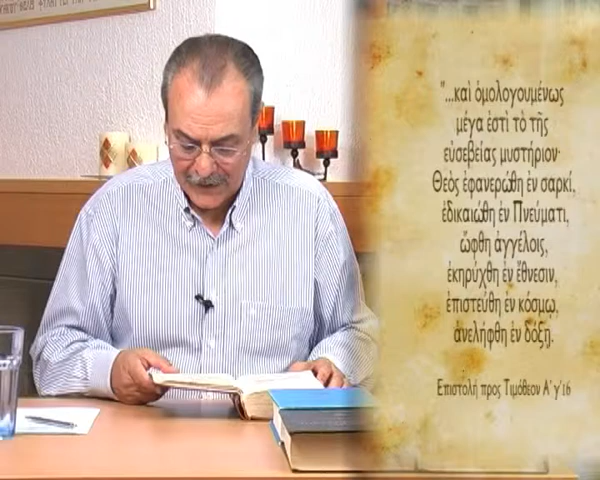 "...καὶ ὁμολογουμένως
μέγα ἐστὶ τὸ τῆς
εὐσεβείας μυστήριον·
Θεὸς ἐφανερώθη ἐν σαρκί,
ἐδικαιώθη ἐν Πνεύματι,
ὤφθη ἀγγέλοις,
ἐκηρύχθη ἐν ἔθνεσιν,
ἐπιστεύθη ἐν κόσμῳ,
ἀνελήφθη ἐν δόξῃ.
Επιστολή προς Τιμόθεον Α' γ'16